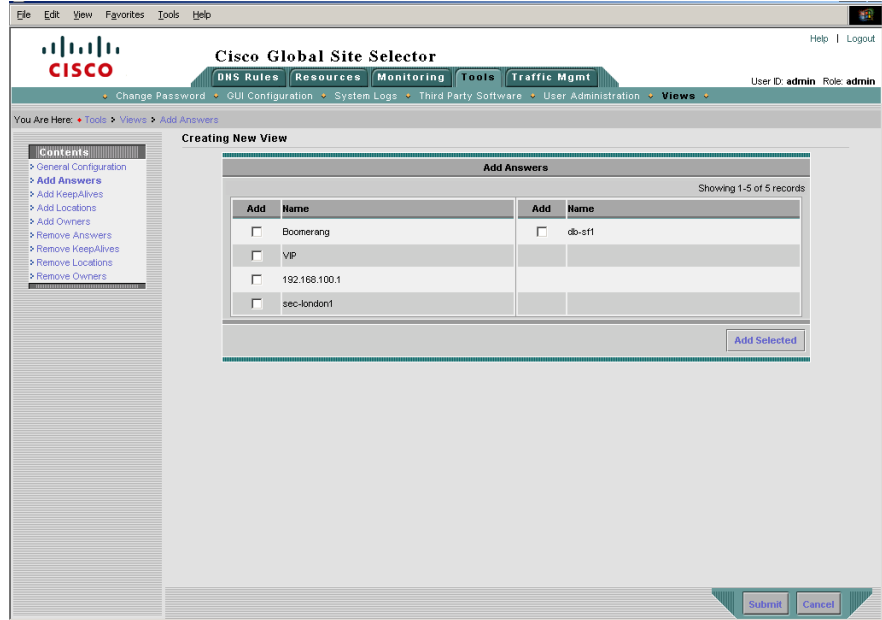 File Edit View Favorites Tools Help
Help | Logout
CISCO
Cisco Global Site Selector
DNS Rules Resources Monitoring Tools Traffic Mgmt
User ID: admin Role: admin
Change Password GUI Configuration System Logs Third Party Software User Administration Views
You Are Here: Tools Views Add Answers
Creating New View
Contents
General Configuration
Add Answers
Add KeepAlives
Add Locations
Add Owners
Remove Answers
Remove KeepAlives
Remove Locations
Remove Owners
Add Answers
Showing 1-5 of 5 records
Add Name Add Name
Boomerang db-sf1
VIP
192.168.100.1
sec-london1
Add Selected
Submit Cancel